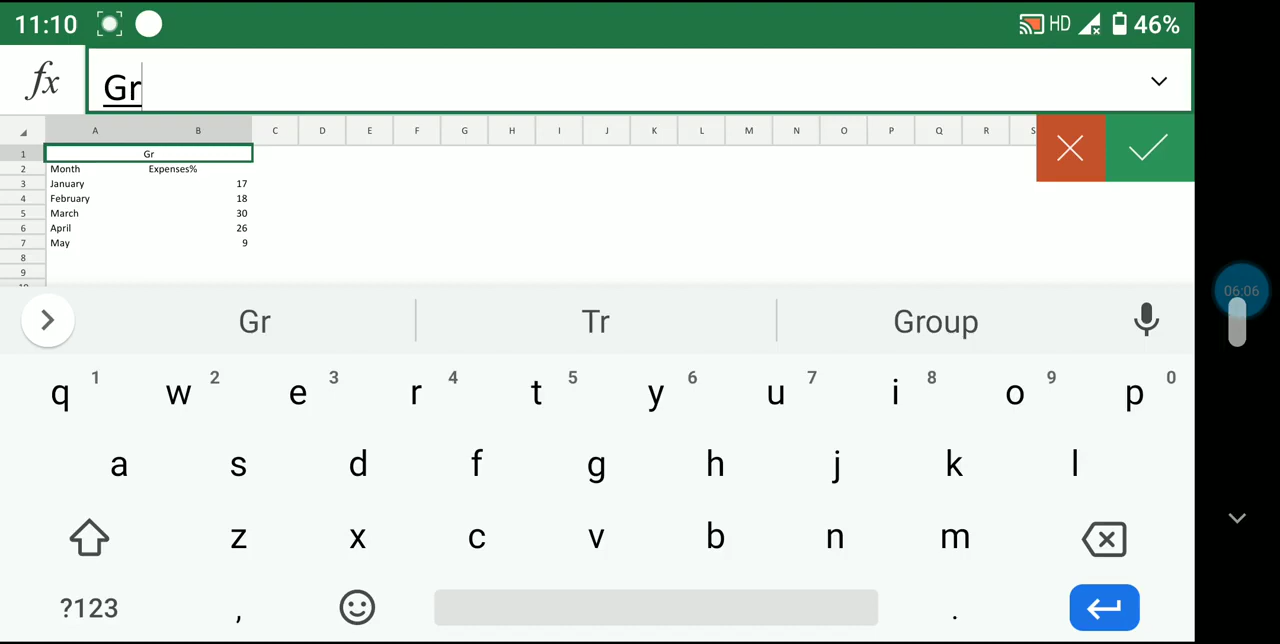 11:10 HD 46%
fx Gr
A B C D E F G H I J K L M N O P Q R S
1 Gr
2 Month Expenses%
3 January 17
4 February 18
5 March 30
6 April 26
7 May 9
8
9
10
06:06
Gr Tr Group
q 1 w 2 e 3 r 4 t 5 y 6 u 7 i 8 o 9 p 0
a s d f g h j k l
z x c v b n m
?123 , .